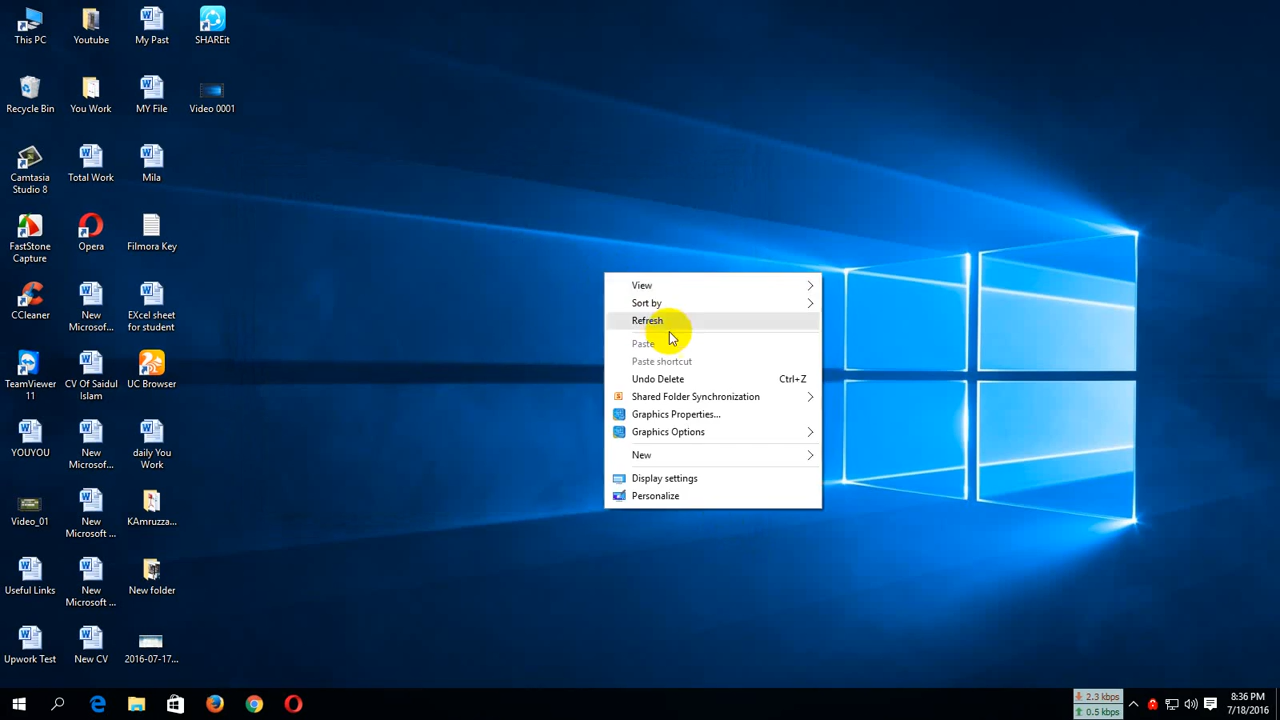 This PC
Youtube
My Past
SHAREit
Recycle Bin
You Work
MY File
Video 0001
Camtasia
Studio 8
Total Work
Mila
FastStone
Capture
Opera
Filmora Key
CCleaner
New
Microsof...
EXcel sheet
for student
TeamViewer
11
CV Of Saidul
Islam
UC Browser
YOUYOU
New
Microsof...
daily You
Work
Video_01
New
Microsoft ...
KAmruzza...
Useful Links
New
Microsoft ...
New folder
Upwork Test
New CV
2016-07-17...
View
Sort by
Refresh
Paste
Paste shortcut
Undo Delete Ctrl+Z
Shared Folder Synchronization
Graphics Properties...
Graphics Options
New
Display settings
Personalize
2.3 kbps
0.5 kbps
8:36 PM
7/18/2016